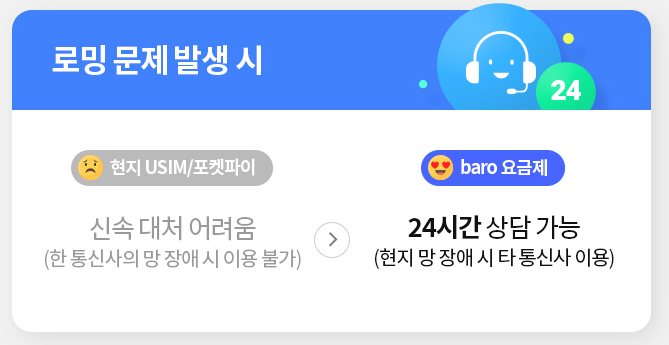 로밍 문제 발생 시
24
현지 USIM/포켓파이
신속 대처 어려움
(한 통신사의 망 장애 시 이용 불가)
baro 요금제
24시간 상담 가능
(현지 망 장애 시 타 통신사 이용)